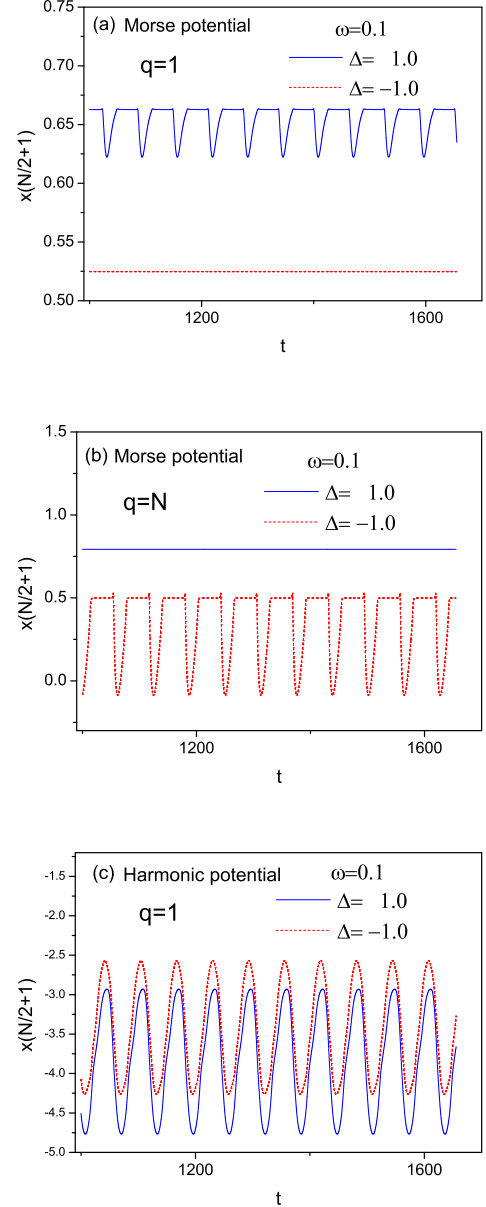 0.75
(a) Morse potential
ω=0.1
q=1
Δ= 1.0
Δ= −1.0
0.70
0.65
0.60
0.55
0.50
x(N/2+1)
1200 1600
t
1.5
(b) Morse potential
ω=0.1
Δ= 1.0
q=N
Δ= −1.0
1.0
0.5
0.0
x(N/2+1)
1200 1600
t
(c) Harmonic potential
ω=0.1
q=1
Δ= 1.0
Δ= −1.0
-1.5
-2.0
-2.5
-3.0
-3.5
-4.0
-4.5
-5.0
x(N/2+1)
1200 1600
t